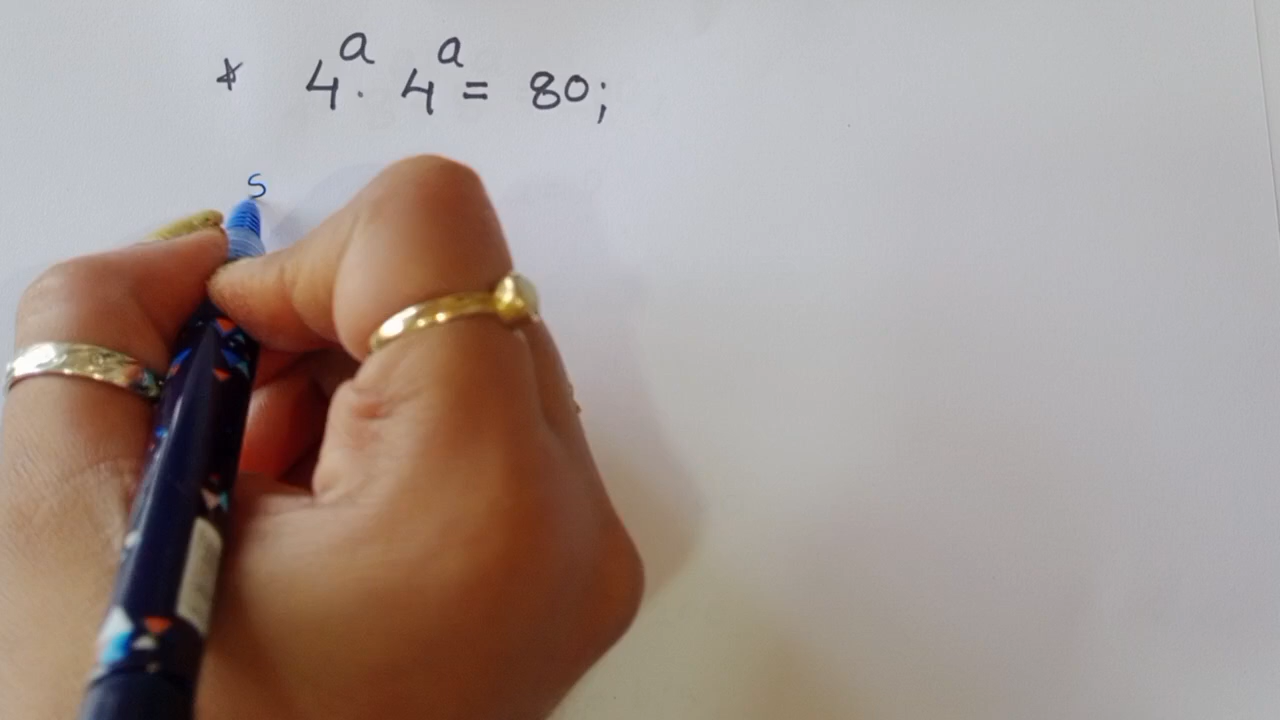 * 4^a · 4^a = 80;
S